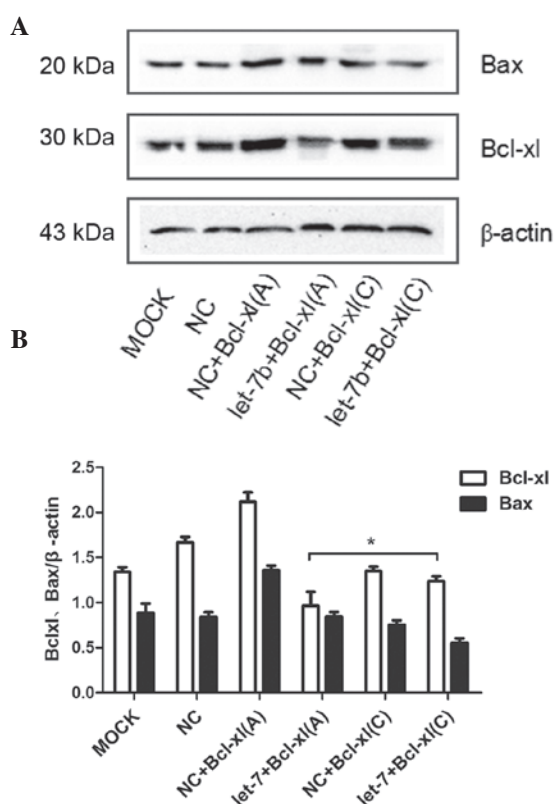 A
20 kDa
Bax
30 kDa
Bcl-xl
43 kDa
β-actin
MOCK
NC
NC+Bcl-xl(A)
let-7b+Bcl-xl(A)
NC+Bcl-xl(C)
let-7b+Bcl-xl(C)
B
Bclxl、Bax/β -actin
2.5
2.0
1.5
1.0
0.5
0.0
Bcl-xl
Bax
*
MOCK
NC
NC+Bcl-xl(A)
let-7+Bcl-xl(A)
NC+Bcl-xl(C)
let-7+Bcl-xl(C)